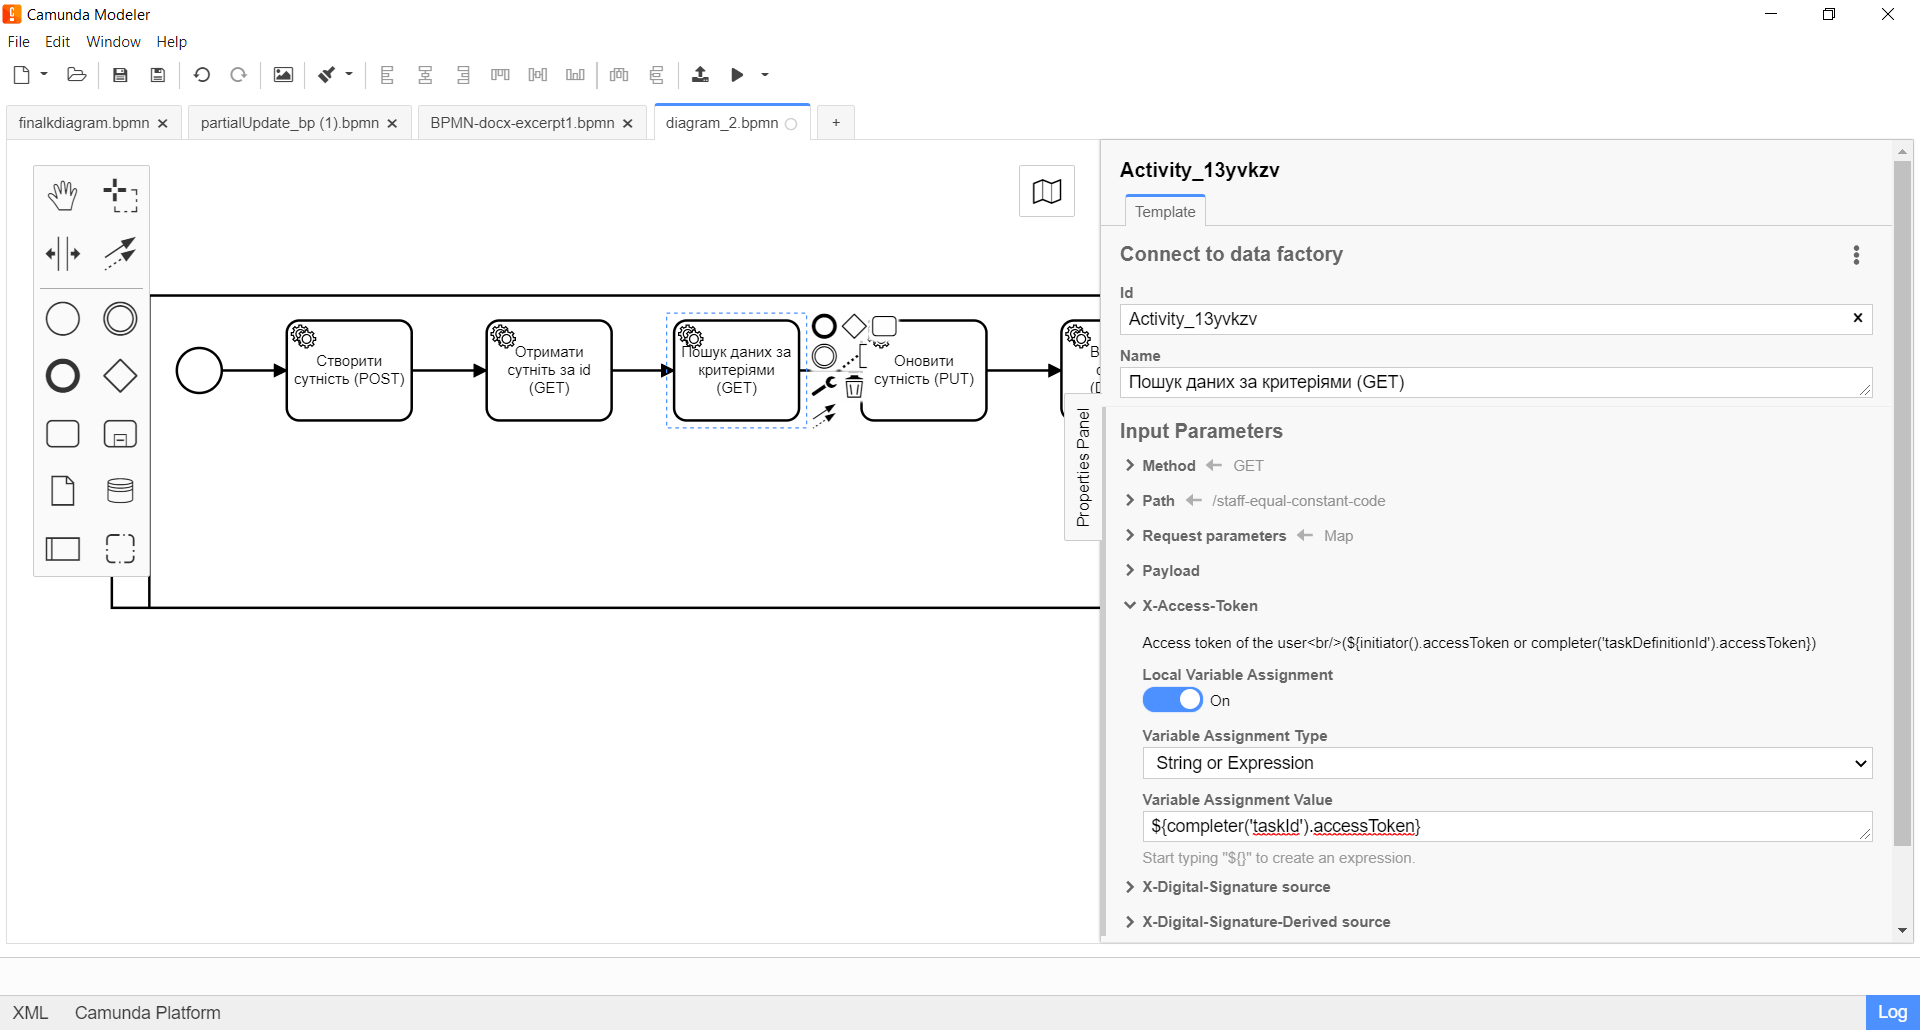 Camunda Modeler
File Edit Window Help
finalkdiagram.bpmn
partialUpdate_bp (1).bpmn
BPMN-docx-excerpt1.bpmn
diagram_2.bpmn
+
Створити
сутність (POST)
Отримати
сутніть за id
(GET)
Пошук даних за
критеріями
(GET)
Оновити
сутність (PUT)
Properties Panel
Activity_13yvkzv
Template
Connect to data factory
Id
Activity_13yvkzv
Name
Пошук даних за критеріями (GET)
Input Parameters
Method ← GET
Path ← /staff-equal-constant-code
Request parameters ← Map
Payload
X-Access-Token
Access token of the user<br/>(${initiator().accessToken or completer('taskDefinitionId').accessToken})
Local Variable Assignment
On
Variable Assignment Type
String or Expression
Variable Assignment Value
${completer('taskId').accessToken}
Start typing "${}" to create an expression.
X-Digital-Signature source
X-Digital-Signature-Derived source
XML Camunda Platform
Log